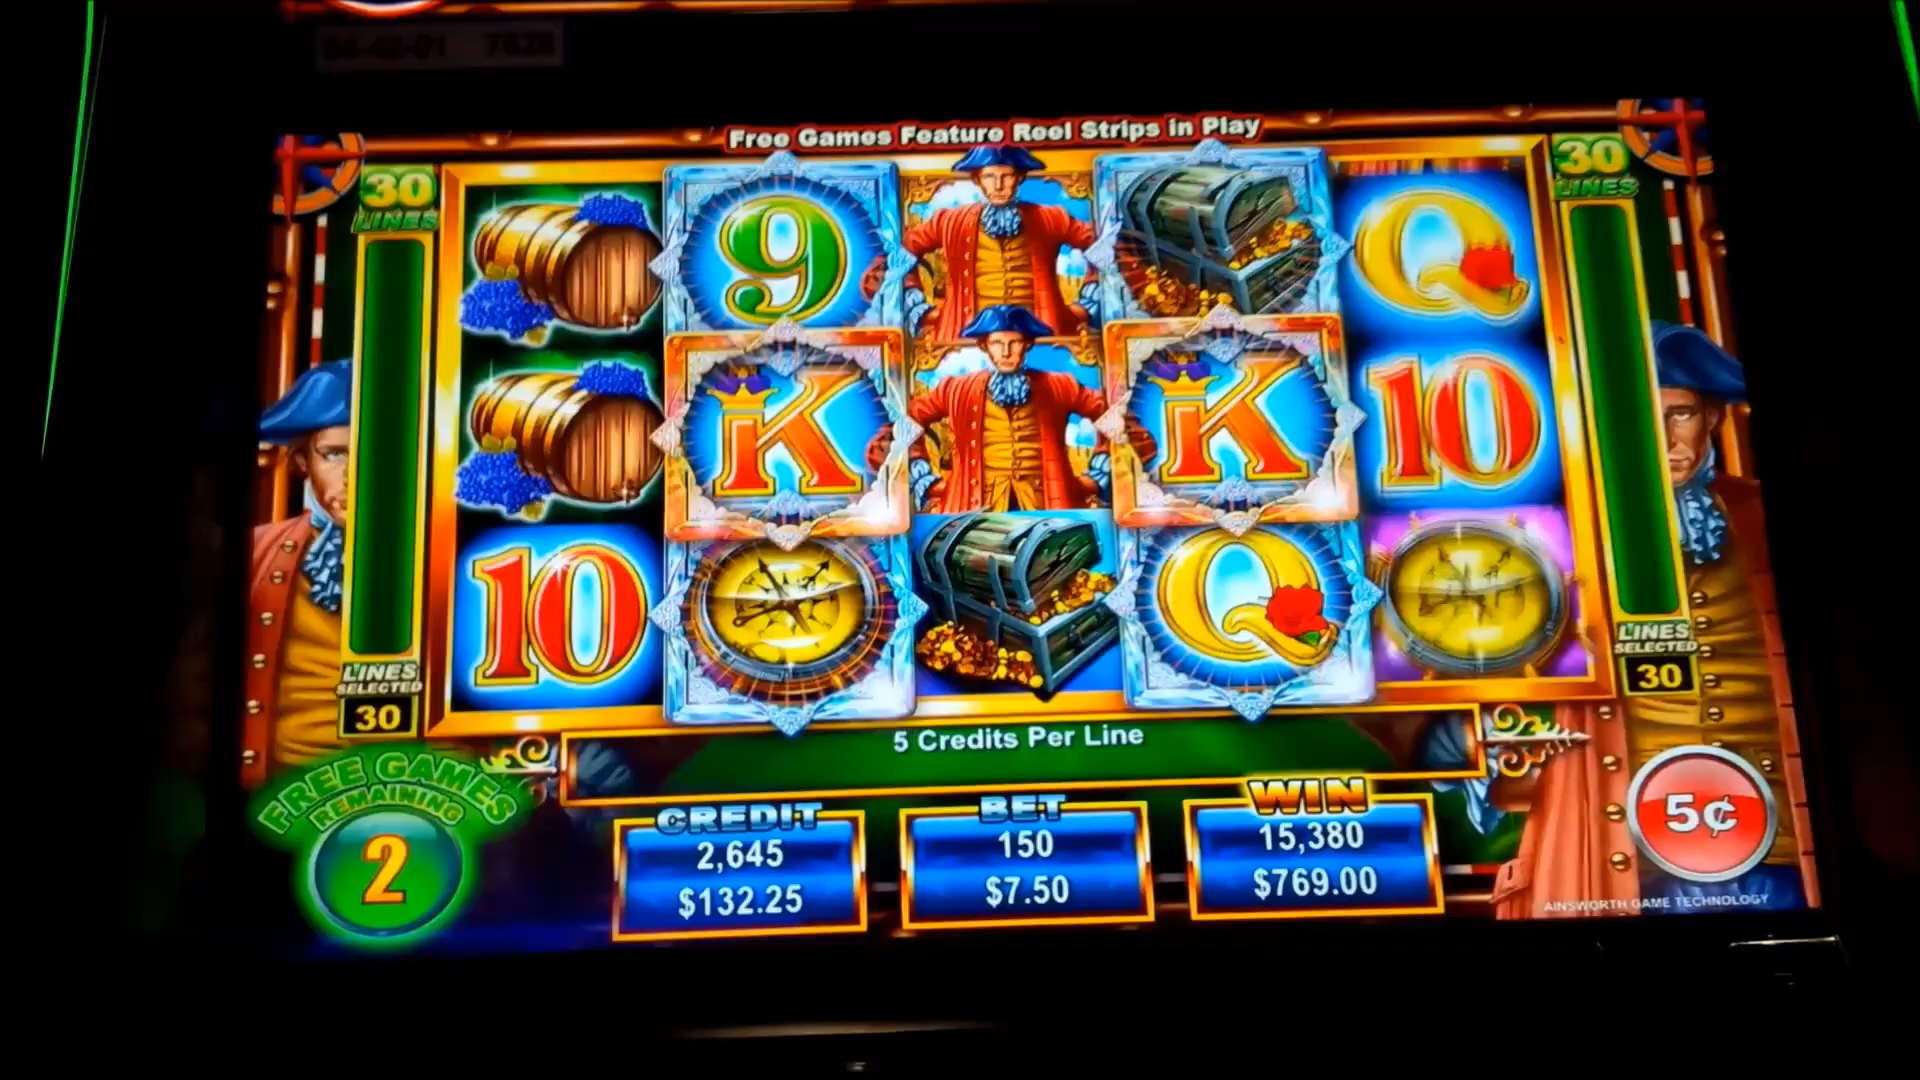 Free Games Feature Reel Strips in Play
30
LINES
30
LINES
9
Q
K
K
10
10
Q
LINES
SELECTED
30
LINES
SELECTED
30
5 Credits Per Line
FREE GAMES
REMAINING
2
CREDIT
2,645
$132.25
BET
150
$7.50
WIN
15,380
$769.00
5¢
AINSWORTH GAME TECHNOLOGY